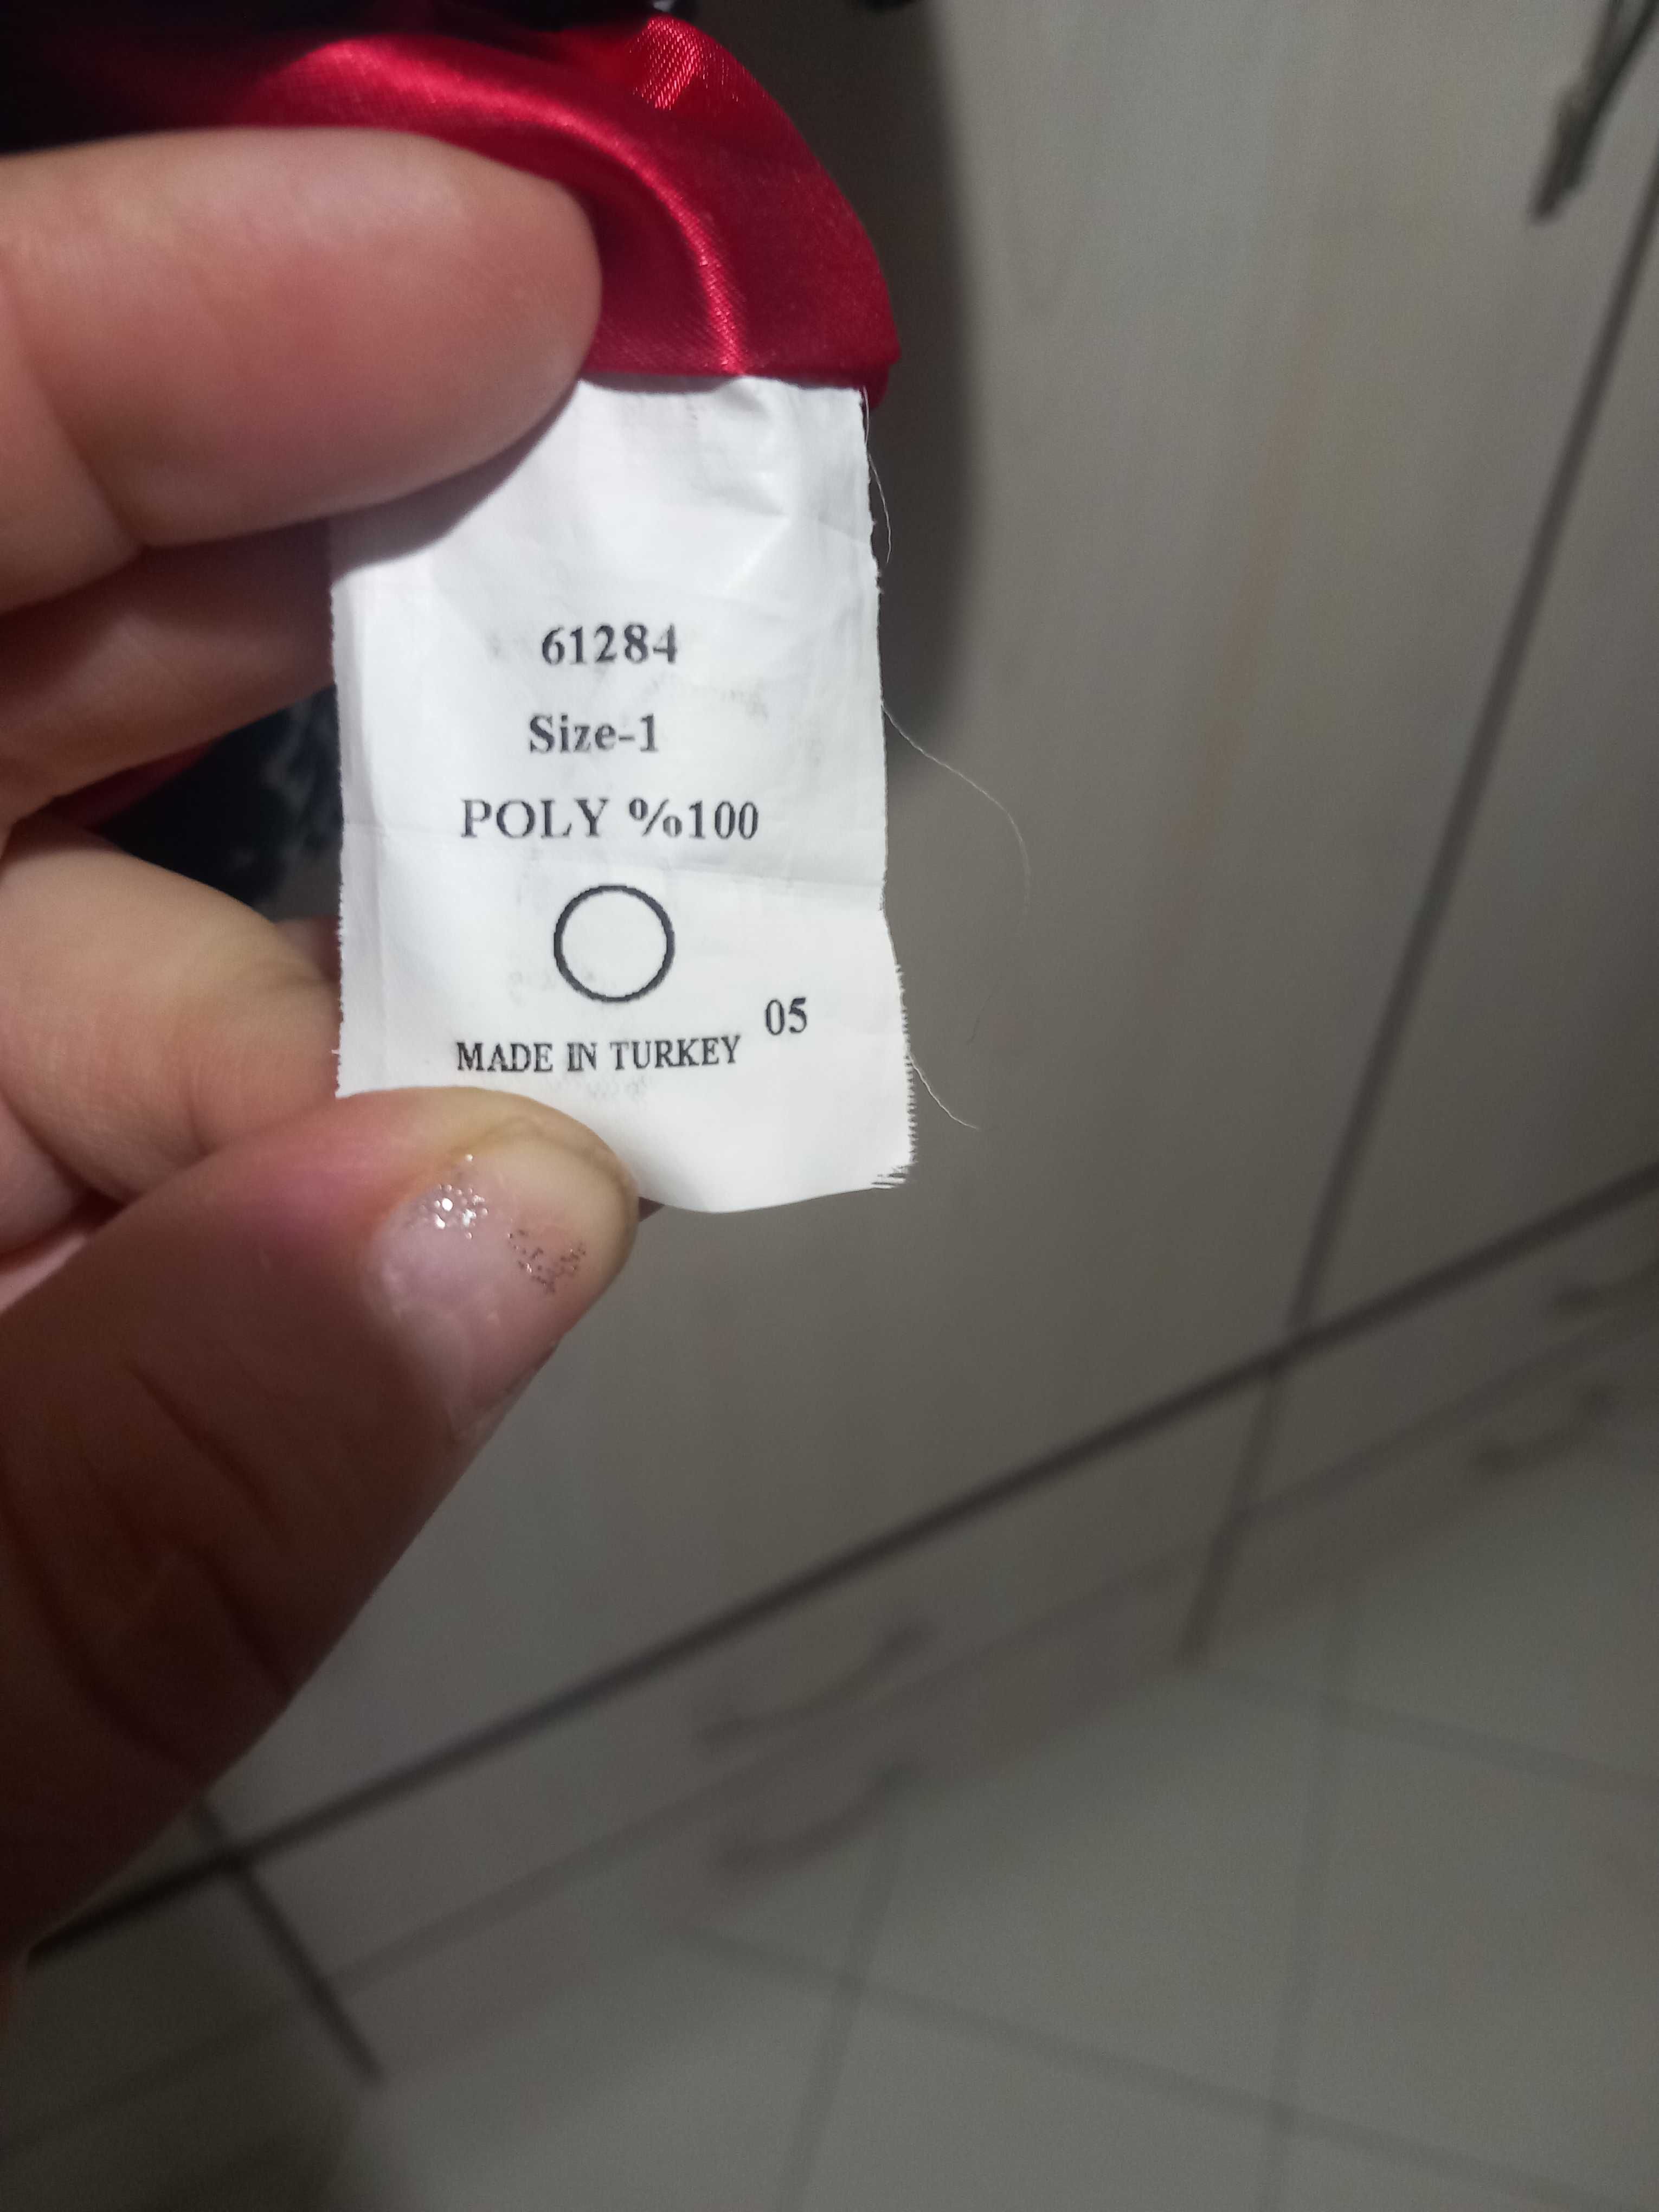 61284
Size-1
POLY %100
05
MADE IN TURKEY